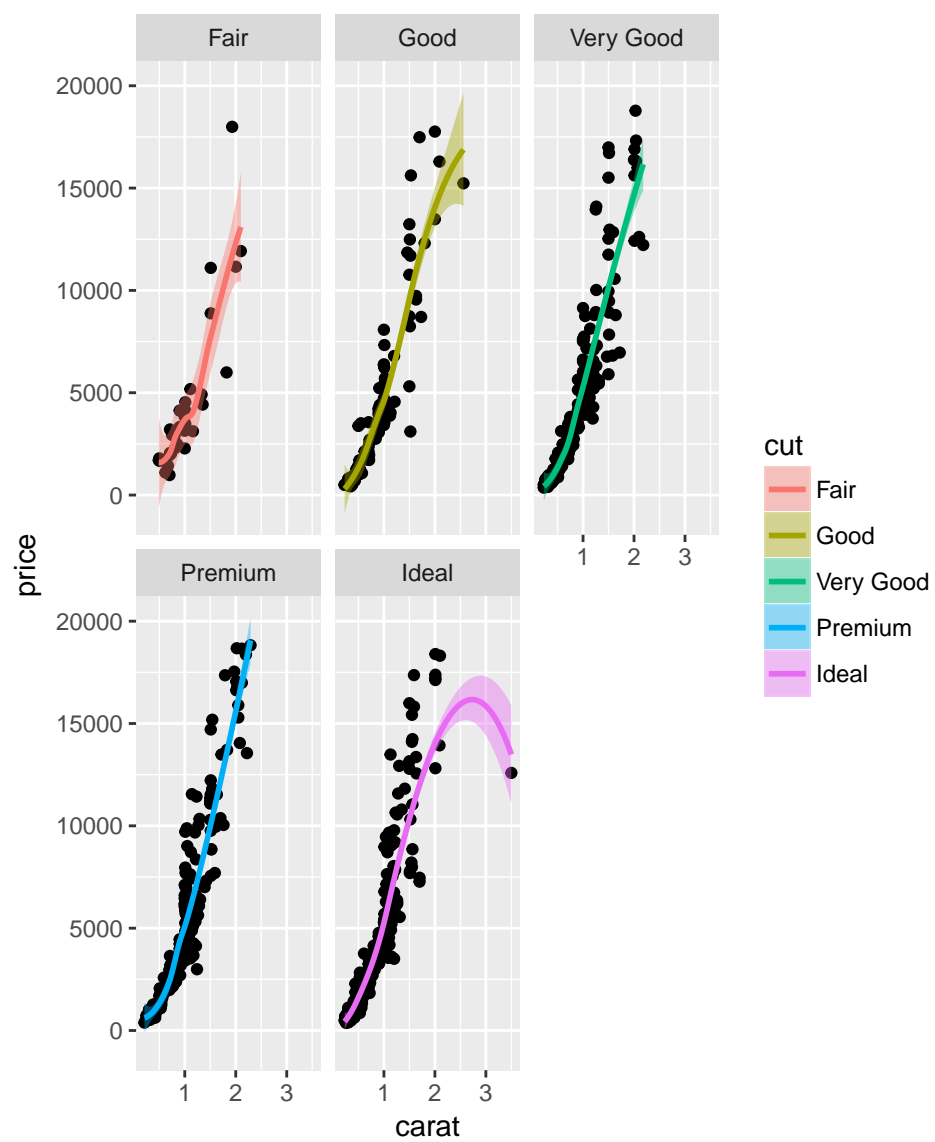 Fair Good Very Good
20000
15000
10000
5000
0
1 2 3
price
Premium Ideal
20000
15000
10000
5000
0
1 2 3 1 2 3
carat
cut
Fair
Good
Very Good
Premium
Ideal